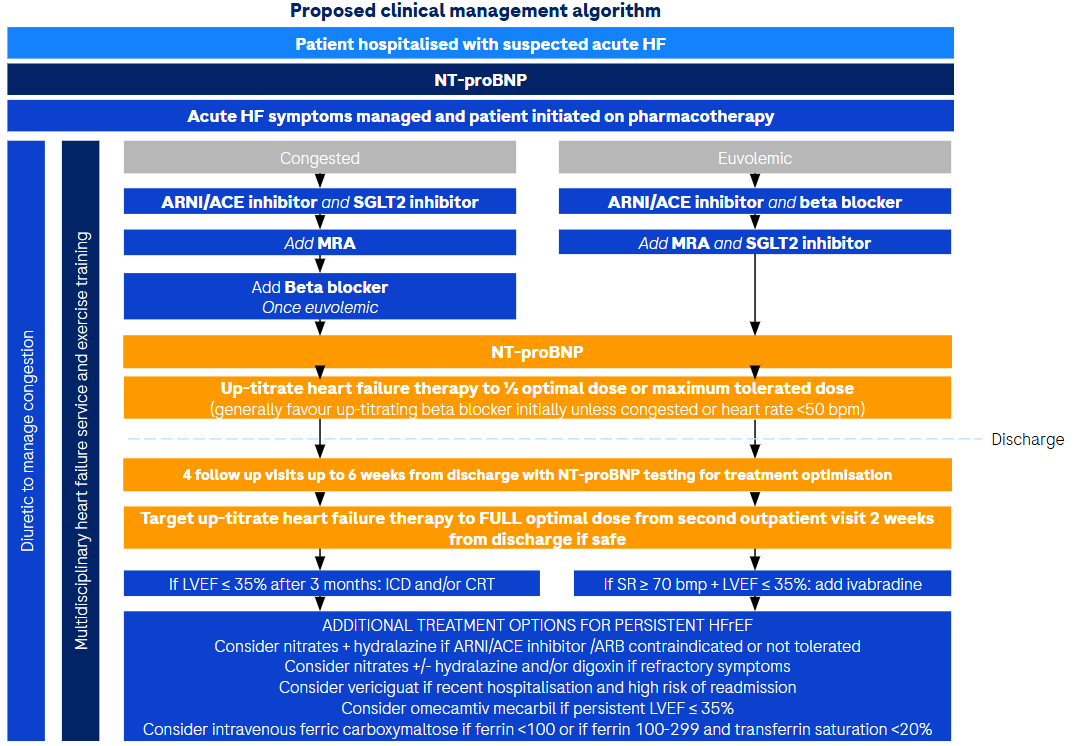 Proposed clinical management algorithm
Patient hospitalised with suspected acute HF
NT-proBNP
Acute HF symptoms managed and patient initiated on pharmacotherapy
Diuretic to manage congestion
Multidisciplinary heart failure service and exercise training
Congested
Euvolemic
ARNI/ACE inhibitor and SGLT2 inhibitor
ARNI/ACE inhibitor and beta blocker
Add MRA
Add MRA and SGLT2 inhibitor
Add Beta blocker
Once euvolemic
NT-proBNP
Up-titrate heart failure therapy to ½ optimal dose or maximum tolerated dose
(generally favour up-titrating beta blocker initially unless congested or heart rate <50 bpm)
Discharge
4 follow up visits up to 6 weeks from discharge with NT-proBNP testing for treatment optimisation
Target up-titrate heart failure therapy to FULL optimal dose from second outpatient visit 2 weeks
from discharge if safe
If LVEF ≤ 35% after 3 months: ICD and/or CRT
If SR ≥ 70 bmp + LVEF ≤ 35%: add ivabradine
ADDITIONAL TREATMENT OPTIONS FOR PERSISTENT HFrEF
Consider nitrates + hydralazine if ARNI/ACE inhibitor /ARB contraindicated or not tolerated
Consider nitrates +/- hydralazine and/or digoxin if refractory symptoms
Consider vericiguat if recent hospitalisation and high risk of readmission
Consider omecamtiv mecarbil if persistent LVEF ≤ 35%
Consider intravenous ferric carboxymaltose if ferrin <100 or if ferrin 100-299 and transferrin saturation <20%